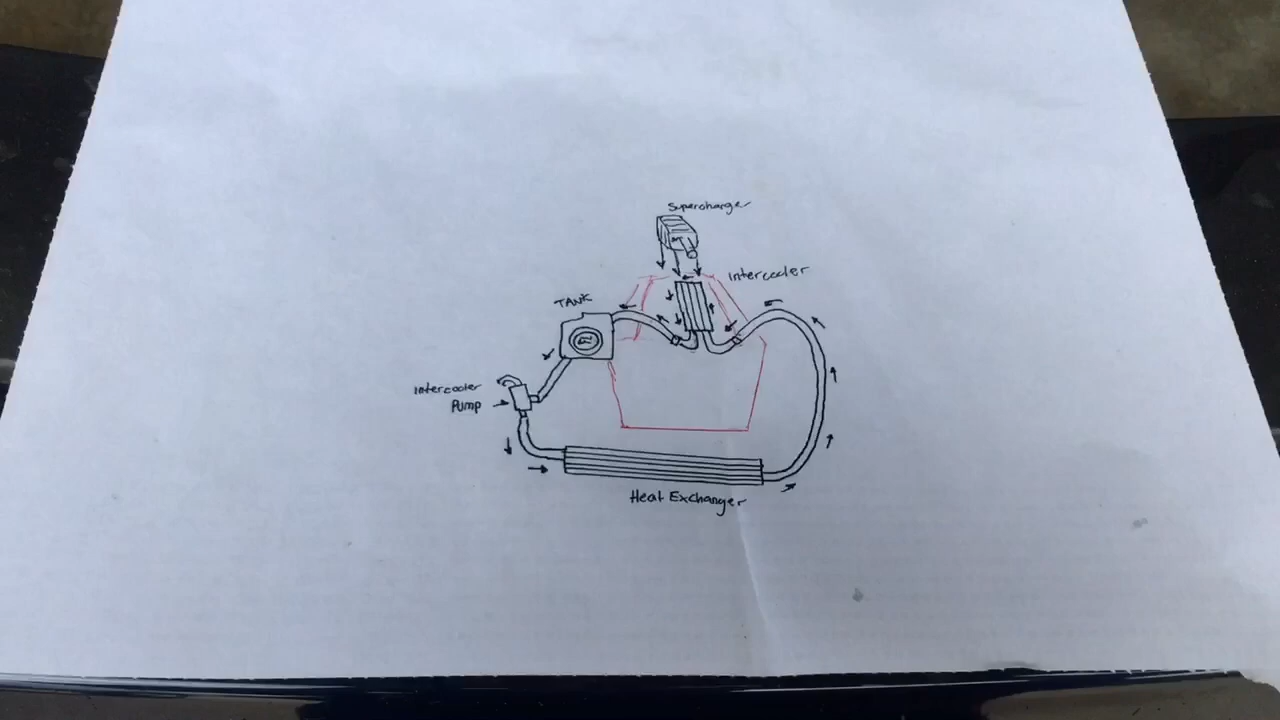 Supercharger
Intercooler
TANK
Intercooler
Pump
Heat Exchanger